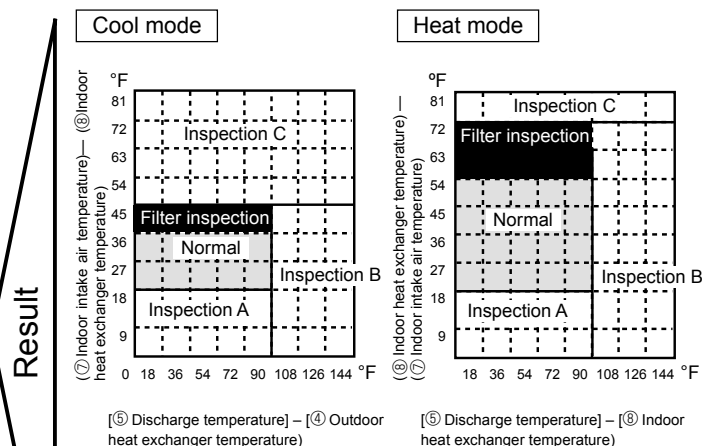 Cool mode
Heat mode
Result
(⑦Indoor intake air temperature)— (⑧Indoor
heat exchanger temperature)
°F
81
72
63
54
45
36
27
18
9
Inspection C
Filter inspection
Normal
Inspection B
Inspection A
0 18 36 54 72 90 108 126 144 °F
[⑤ Discharge temperature] – [④ Outdoor
heat exchanger temperature)
(⑧ Indoor heat exchanger temperature) —
(⑦ Indoor intake air temperature)
°F
81
72
63
54
45
36
27
18
9
Inspection C
Filter inspection
Normal
Inspection B
Inspection A
18 36 54 72 90 108 126 144 °F
[⑤ Discharge temperature] – [⑧ Indoor
heat exchanger temperature)